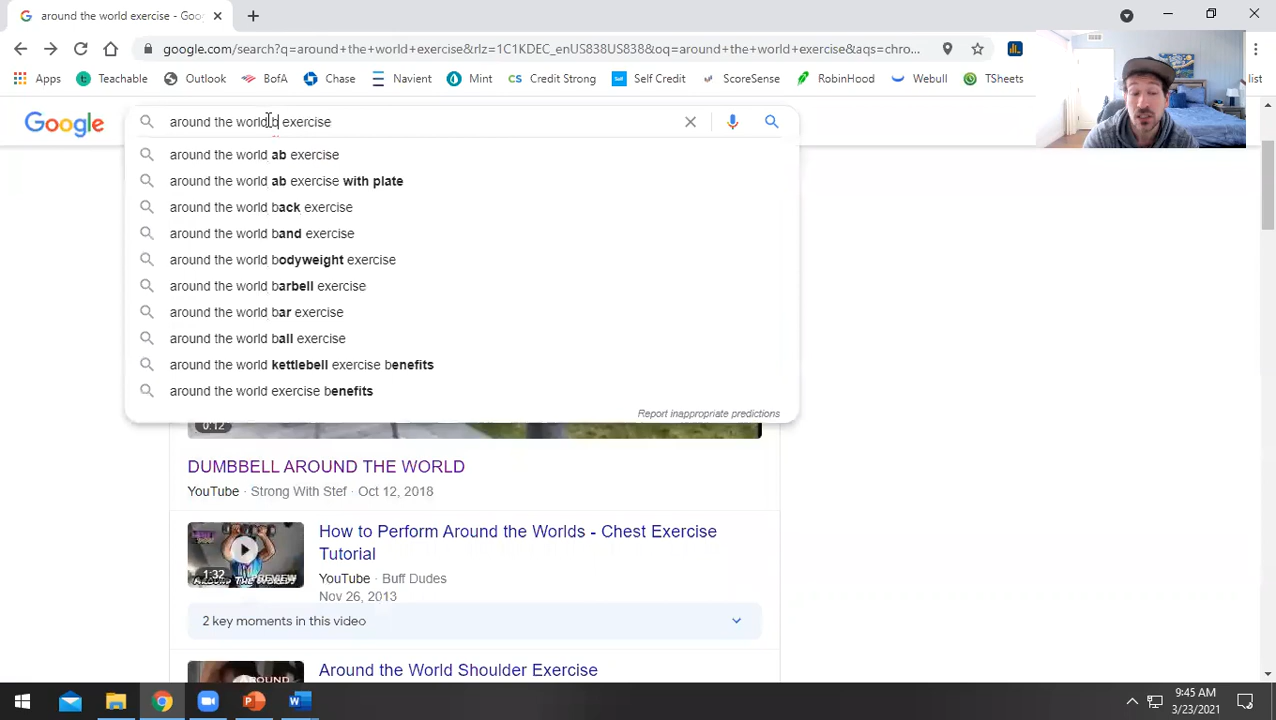 around the world exercise - Goo
google.com/search?q=around+the+world+exercise&rlz=1C1KDEC_enUS838US838&oq=around+the+world+exercise&aqs=chro...
Apps Teachable Outlook BofA Chase Navient Mint CS Credit Strong Self Credit ScoreSense RobinHood Webull TSheets
Google
around the world b exercise
around the world ab exercise
around the world ab exercise with plate
around the world back exercise
around the world band exercise
around the world bodyweight exercise
around the world barbell exercise
around the world bar exercise
around the world ball exercise
around the world kettlebell exercise benefits
around the world exercise benefits
Report inappropriate predictions
0:12
DUMBBELL AROUND THE WORLD
YouTube · Strong With Stef · Oct 12, 2018
How to Perform Around the Worlds - Chest Exercise
Tutorial
1:32 PREVIEW
YouTube · Buff Dudes
Nov 26, 2013
2 key moments in this video
Around the World Shoulder Exercise
AROUND
9:45 AM
3/23/2021